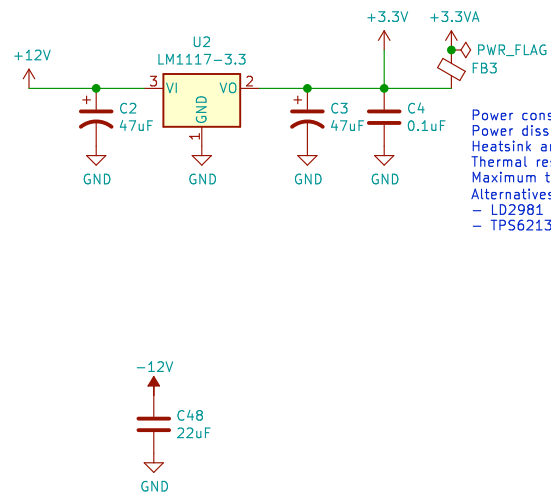 U2
LM1117-3.3
+12V
+3.3V
+3.3VA
PWR_FLAG
FB3
3
VI
VO
2
GND
1
C2
47uF
C3
47uF
C4
0.1uF
GND
GND
GND
GND
Power cons
Power diss
Heatsink a
Thermal re
Maximum t
Alternatives
- LD2981
- TPS6213
-12V
C48
22uF
GND